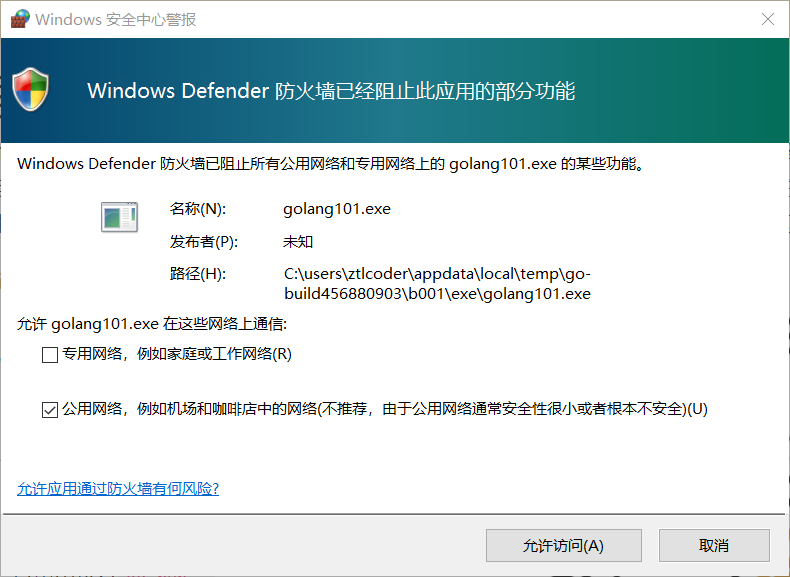 Windows 安全中心警报
Windows Defender 防火墙已经阻止此应用的部分功能
Windows Defender 防火墙已阻止所有公用网络和专用网络上的 golang101.exe 的某些功能。
名称(N): golang101.exe
发布者(P): 未知
路径(H): C:\users\ztlcoder\appdata\local\temp\go-
build456880903\b001\exe\golang101.exe
允许 golang101.exe 在这些网络上通信:
专用网络，例如家庭或工作网络(R)
公用网络，例如机场和咖啡店中的网络(不推荐，由于公用网络通常安全性很小或者根本不安全)(U)
允许应用通过防火墙有何风险?
允许访问(A) 取消